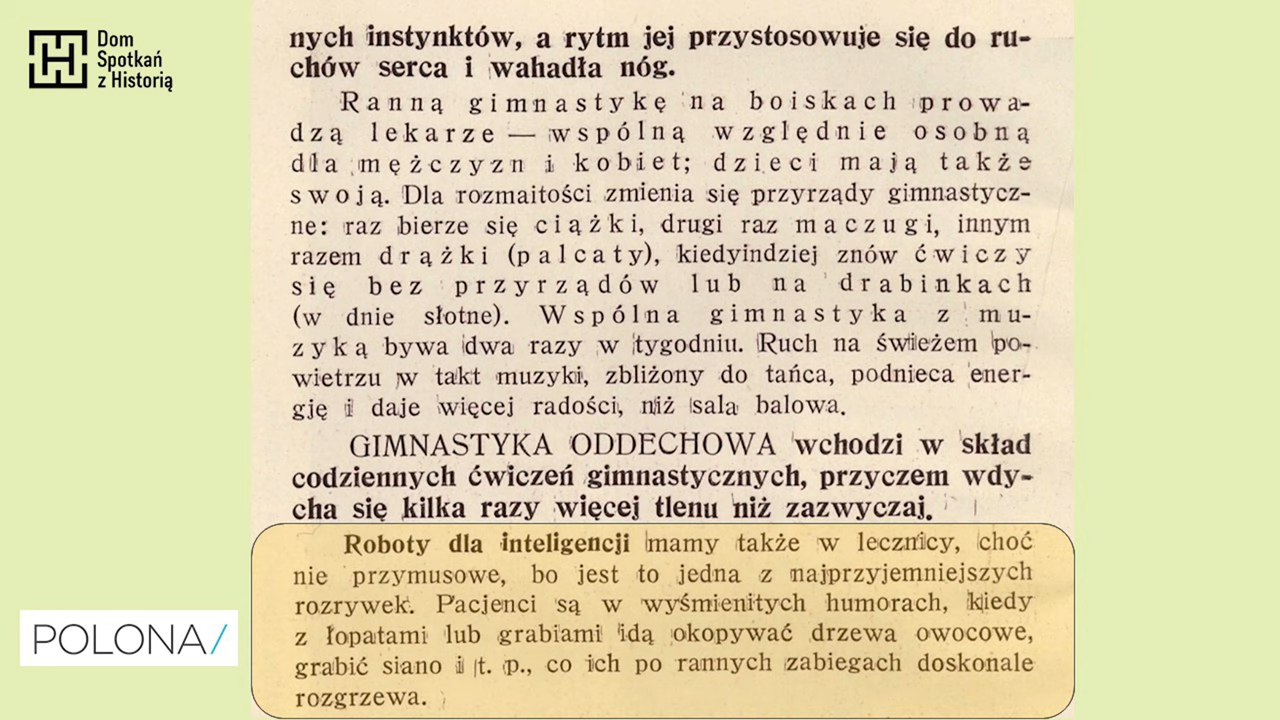 Dom
Spotkań
z Historią
nych instynktów, a rytm jej przystosowuje się do ru-
chów serca i wahadła nóg.
Ranną gimnastykę na boiskach prowa-
dzą lekarze — wspólną względnie osobną
dla mężczyzn i kobiet; dzieci mają także
swoją. Dla rozmaitości zmienia się przyrządy gimnastycz-
ne: raz bierze się ciążki, drugi raz maczugi, innym
razem drążki (palcaty), kiedyindziej znów ćwiczy
się bez przyrządów lub na drabinkach
(w dnie słotne). Wspólna gimnastyka z mu-
zyką bywa dwa razy w tygodniu. Ruch na świeżem po-
wietrzu w takt muzyki, zbliżony do tańca, podnieca ener-
gję i daje więcej radości, niż sala balowa.
GIMNASTYKA ODDECHOWA wchodzi w skład
codziennych ćwiczeń gimnastycznych, przyczem wdy-
cha się kilka razy więcej tlenu niż zazwyczaj.
Roboty dla inteligencji mamy także w lecznicy, choć
nie przymusowe, bo jest to jedna z najprzyjemniejszych
rozrywek. Pacjenci są w wyśmienitych humorach, kiedy
z łopatami lub grabiami idą okopywać drzewa owocowe,
grabić siano i t. p., co ich po rannych zabiegach doskonale
rozgrzewa.
POLONA/